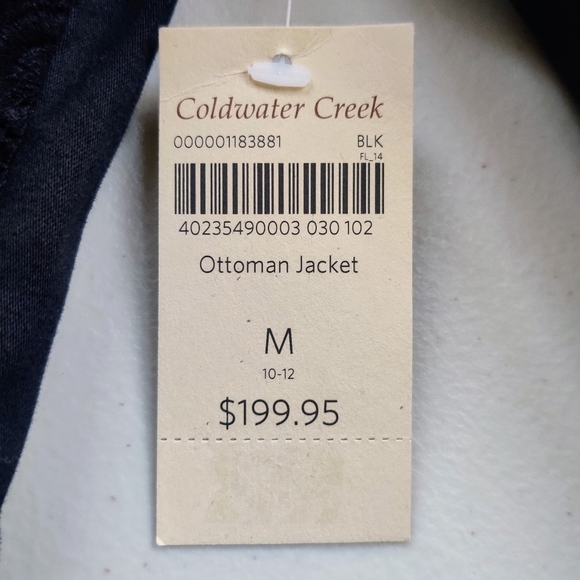 Coldwater Creek
000001183881 BLK
FL_14
40235490003 030 102
Ottoman Jacket
M
10-12
$199.95